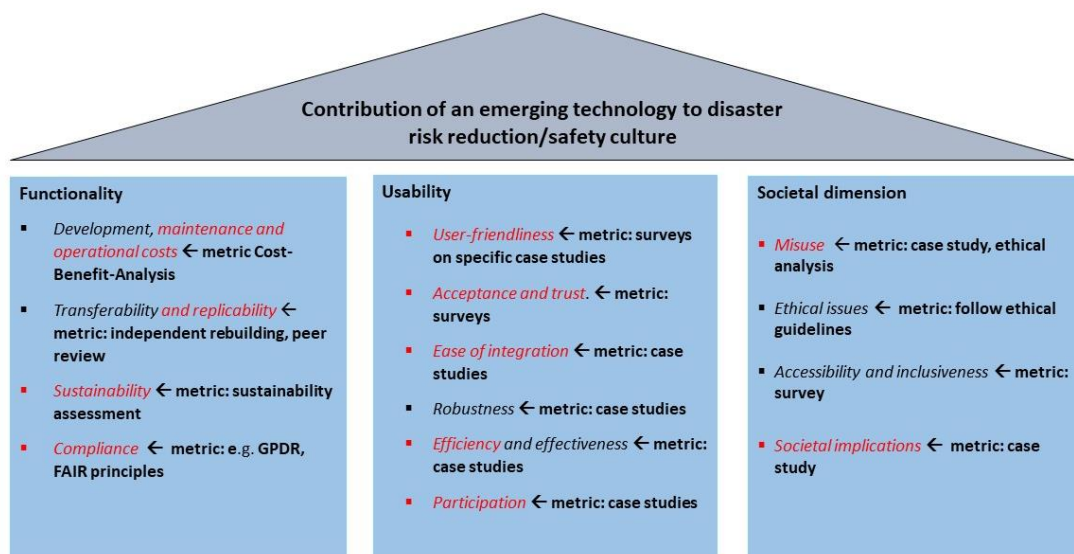 Contribution of an emerging technology to disaster
risk reduction/safety culture
Functionality
▪ Development, maintenance and
operational costs ← metric Cost-
Benefit-Analysis
▪ Transferability and replicability ←
metric: independent rebuilding, peer
review
▪ Sustainability ← metric: sustainability
assessment
▪ Compliance ← metric: e.g. GPDR,
FAIR principles
Usability
▪ User-friendliness ← metric: surveys
on specific case studies
▪ Acceptance and trust. ← metric:
surveys
▪ Ease of integration ← metric: case
studies
▪ Robustness ← metric: case studies
▪ Efficiency and effectiveness ← metric:
case studies
▪ Participation ← metric: case studies
Societal dimension
▪ Misuse ← metric: case study, ethical
analysis
▪ Ethical issues ← metric: follow ethical
guidelines
▪ Accessibility and inclusiveness ← metric:
survey
▪ Societal implications ← metric: case
study